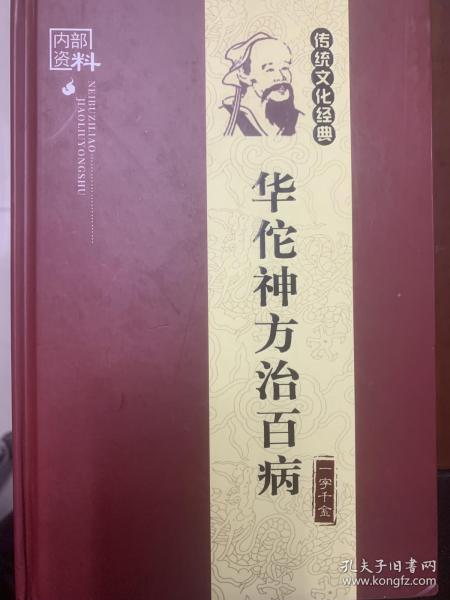 内部
资料
NEIBUZILIAO
JIAOLIUYONGSHU
传统文化经典
华佗神方治百病
一字千金
孔夫子旧书网
www.kongfz.com